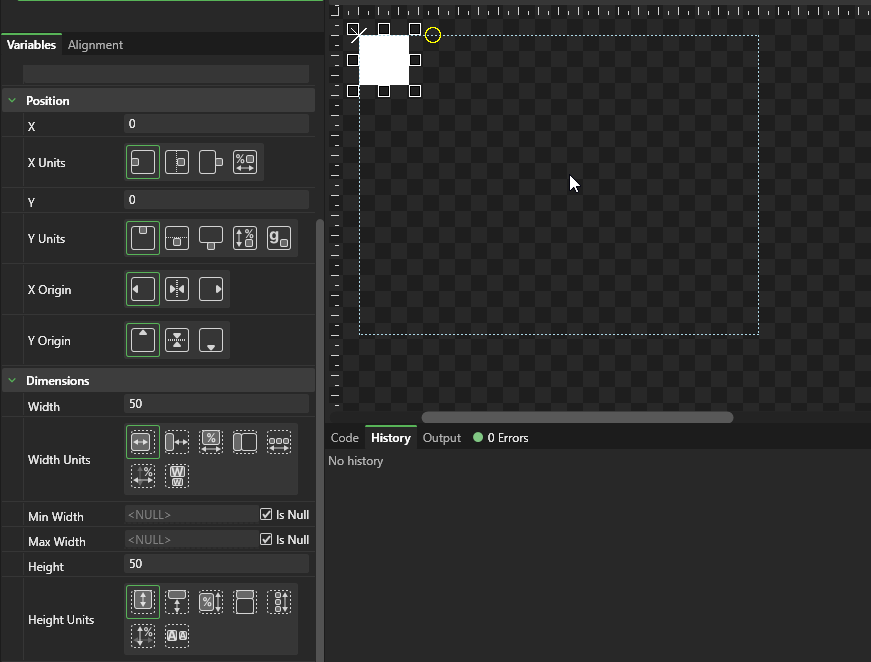 Variables Alignment
Position
X 0
X Units %
Y 0
Y Units % g
X Origin
Y Origin
Dimensions
Width 50
Width Units %
% W W
Min Width <NULL> Is Null
Max Width <NULL> Is Null
Height 50
Height Units %
% A A
Code History Output 0 Errors
No history